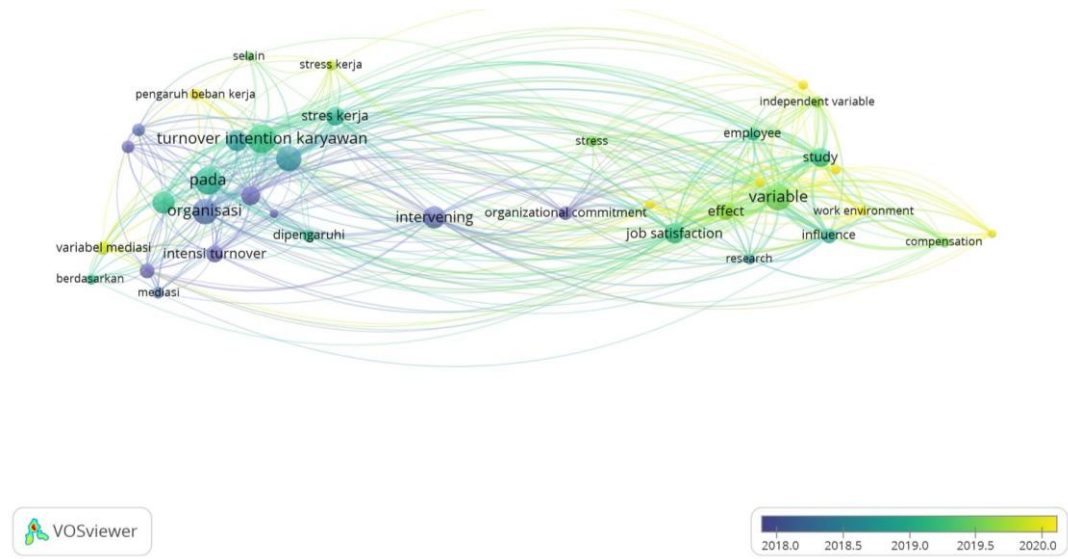 selain
stress kerja
pengaruh beban kerja
independent variable
stres kerja
employee
turnover intention karyawan
stress
study
pada
variable
organisasi
intervening
organizational commitment
effect
work environment
dipengaruhi
job satisfaction
influence
compensation
variabel mediasi
intensi turnover
research
berdasarkan
mediasi
VOSviewer
2018.0 2018.5 2019.0 2019.5 2020.0